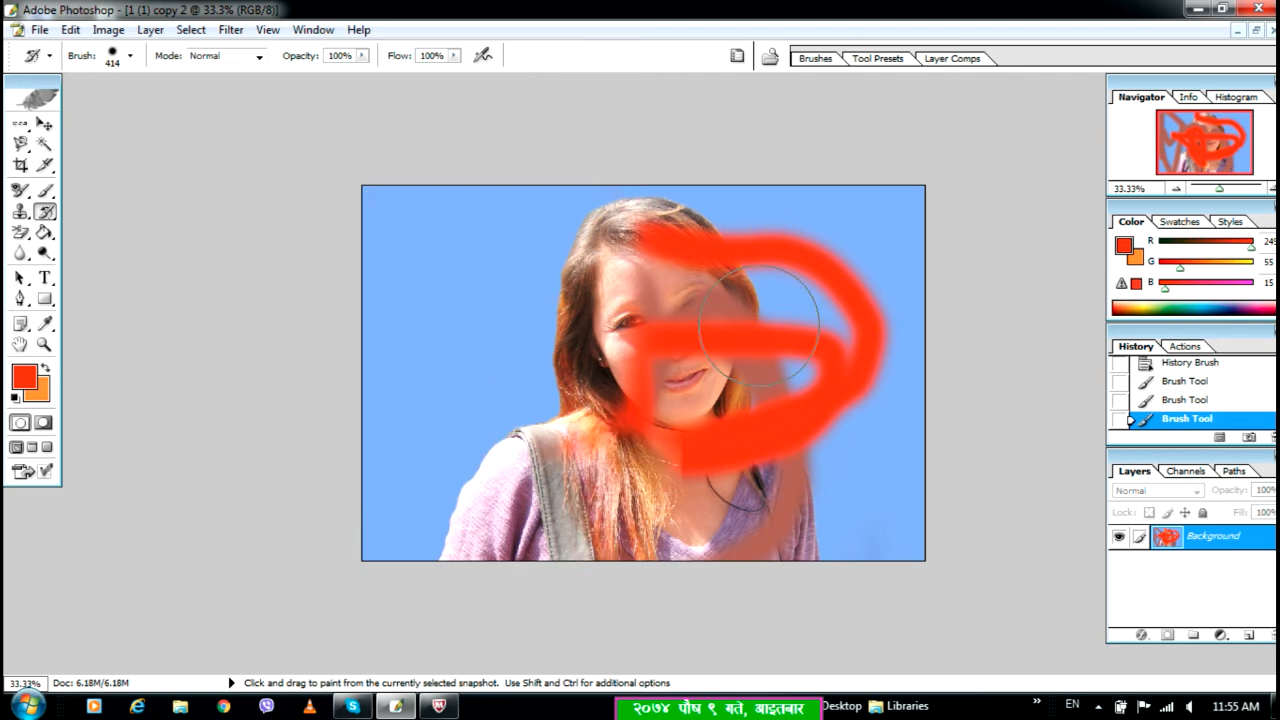 Adobe Photoshop - [1 (1) copy 2 @ 33.3% (RGB/8)]
File Edit Image Layer Select Filter View Window Help
Brush: 414 Mode: Normal Opacity: 100% Flow: 100% Brushes Tool Presets Layer Comps
Navigator Info Histogram
33.33%
Color Swatches Styles
R 249
G 55
B 15
History Actions
History Brush
Brush Tool
Brush Tool
Brush Tool
Layers Channels Paths
Normal Opacity: 100%
Lock: Fill: 100%
Background
33.33% Doc: 6.18M/6.18M Click and drag to paint from the currently selected snapshot. Use Shift and Ctrl for additional options
२०७४ पौष ९ गते, आइतबार Documents Libraries EN 11:55 AM